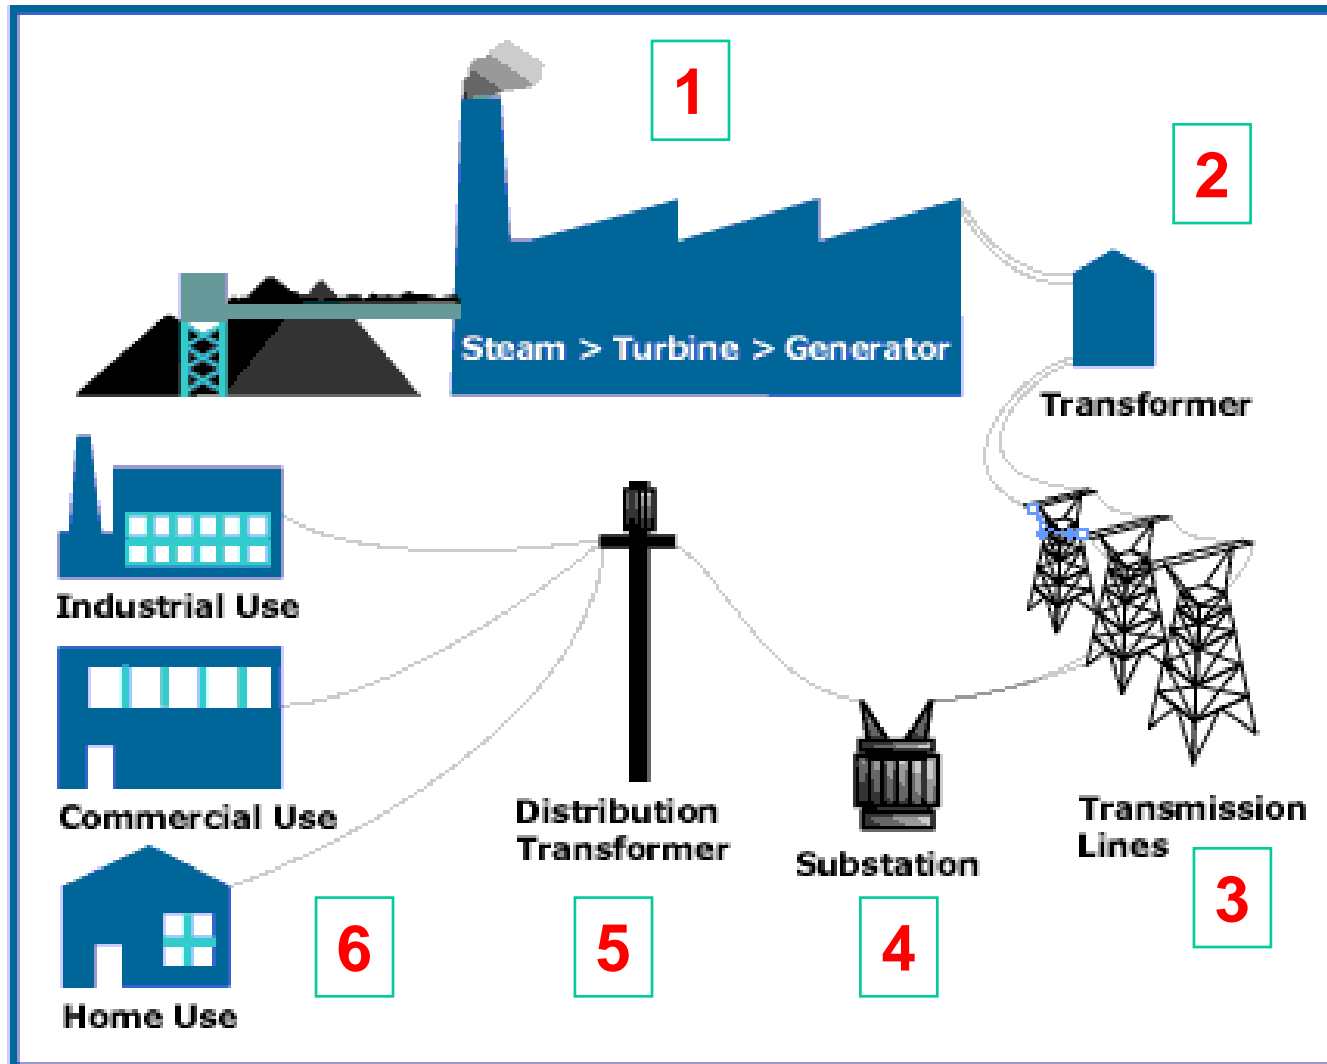 1
2
Steam > Turbine > Generator
Transformer
Industrial Use
Commercial Use
Distribution
Transformer
Substation
Transmission
Lines
3
4
5
6
Home Use